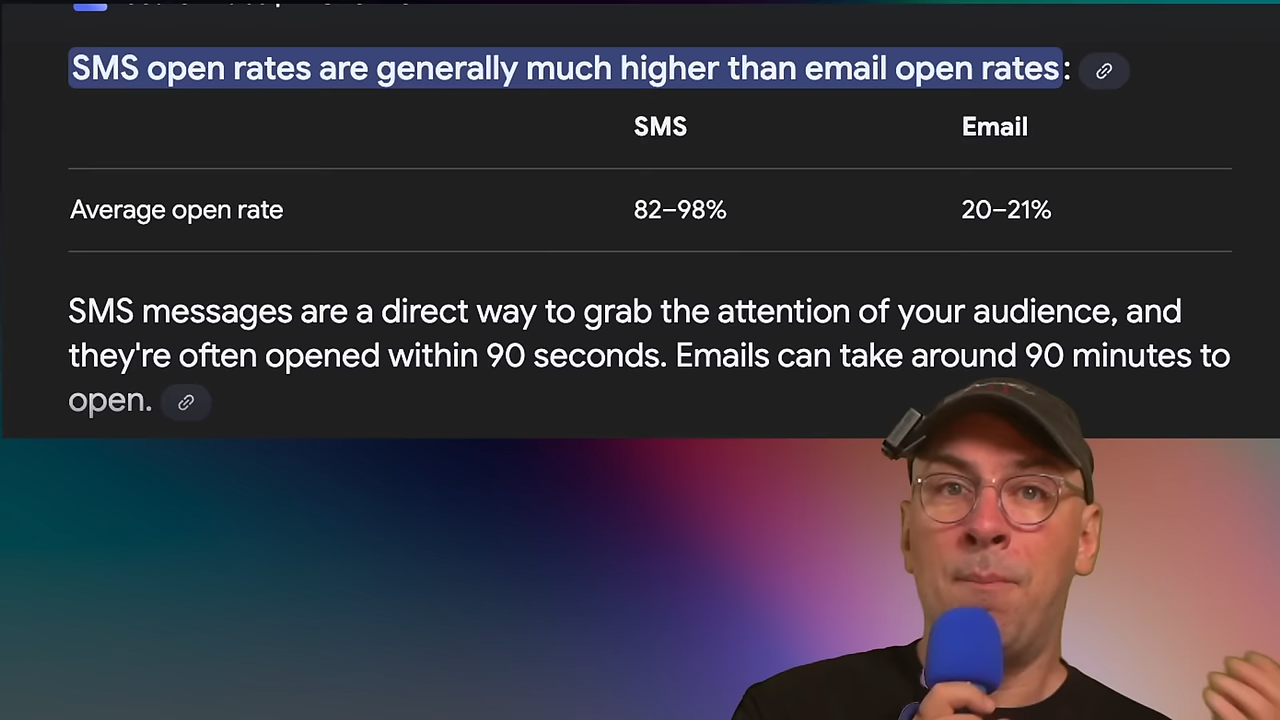 SMS open rates are generally much higher than email open rates:
SMS Email
Average open rate 82–98% 20–21%
SMS messages are a direct way to grab the attention of your audience, and
they're often opened within 90 seconds. Emails can take around 90 minutes to
open.